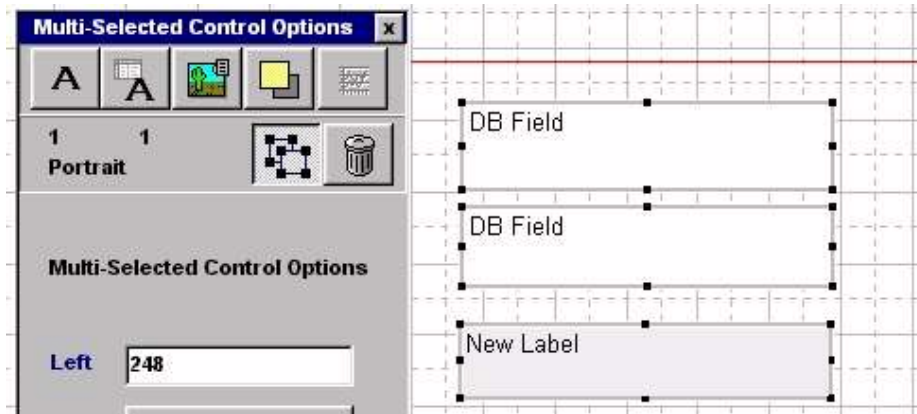 Multi-Selected Control Options x
A A
1 1
Portrait
Multi-Selected Control Options
Left 248
DB Field
DB Field
New Label